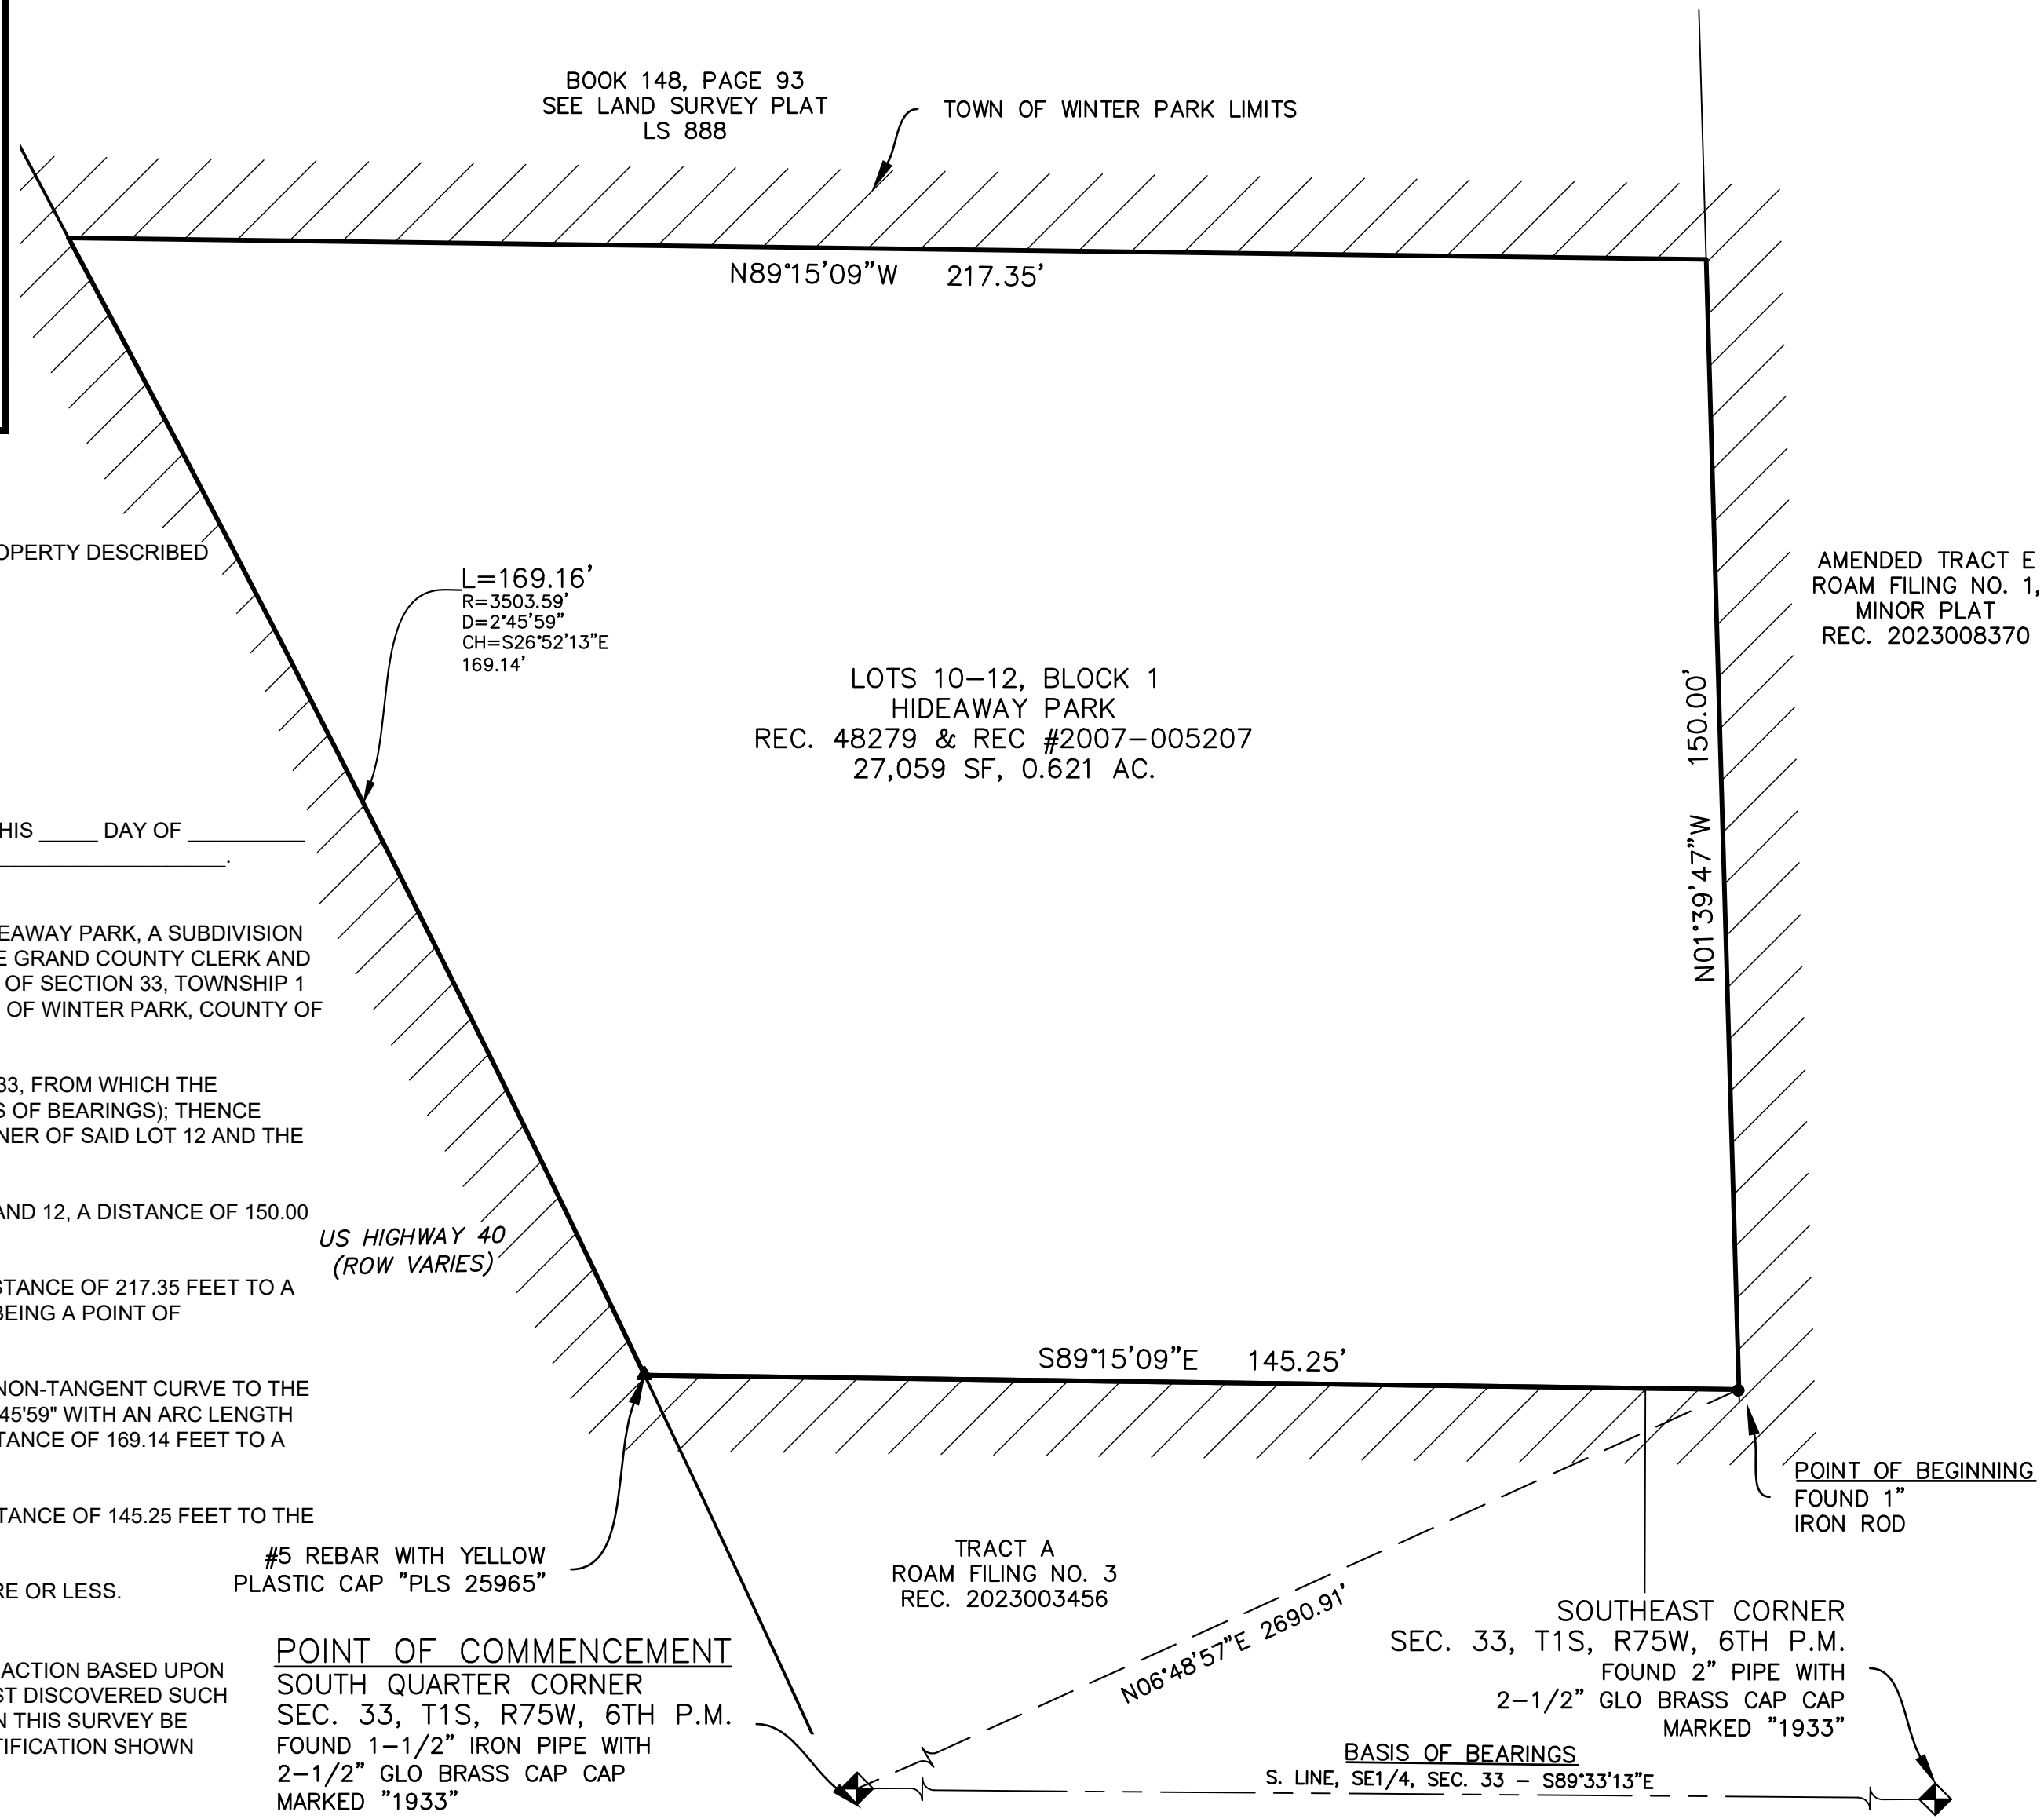 BOOK 148, PAGE 93
SEE LAND SURVEY PLAT
LS 888
TOWN OF WINTER PARK LIMITS
N89°15'09"W 217.35'
OPERTY DESCRIBED
L=169.16'
R=3503.59'
D=2°45'59"
CH=S26°52'13"E
169.14'
AMENDED TRACT E
ROAM FILING NO. 1,
MINOR PLAT
REC. 2023008370
LOTS 10-12, BLOCK 1
HIDEAWAY PARK
REC. 48279 & REC #2007-005207
27,059 SF, 0.621 AC.
N01°39'47"W 150.00'
HIS _____ DAY OF __________
____________________.
EAWAY PARK, A SUBDIVISION
E GRAND COUNTY CLERK AND
OF SECTION 33, TOWNSHIP 1
OF WINTER PARK, COUNTY OF
33, FROM WHICH THE
S OF BEARINGS); THENCE
NER OF SAID LOT 12 AND THE
AND 12, A DISTANCE OF 150.00
US HIGHWAY 40
(ROW VARIES)
STANCE OF 217.35 FEET TO A
BEING A POINT OF
S89°15'09"E 145.25'
NON-TANGENT CURVE TO THE
45'59" WITH AN ARC LENGTH
TANCE OF 169.14 FEET TO A
POINT OF BEGINNING
FOUND 1"
IRON ROD
TANCE OF 145.25 FEET TO THE
#5 REBAR WITH YELLOW
PLASTIC CAP "PLS 25965"
TRACT A
ROAM FILING NO. 3
REC. 2023003456
N06°48'57"E 2690.91'
RE OR LESS.
SOUTHEAST CORNER
SEC. 33, T1S, R75W, 6TH P.M.
FOUND 2" PIPE WITH
2-1/2" GLO BRASS CAP CAP
MARKED "1933"
ACTION BASED UPON
ST DISCOVERED SUCH
N THIS SURVEY BE
TIFICATION SHOWN
POINT OF COMMENCEMENT
SOUTH QUARTER CORNER
SEC. 33, T1S, R75W, 6TH P.M.
FOUND 1-1/2" IRON PIPE WITH
2-1/2" GLO BRASS CAP CAP
MARKED "1933"
BASIS OF BEARINGS
S. LINE, SE1/4, SEC. 33 - S89°33'13"E